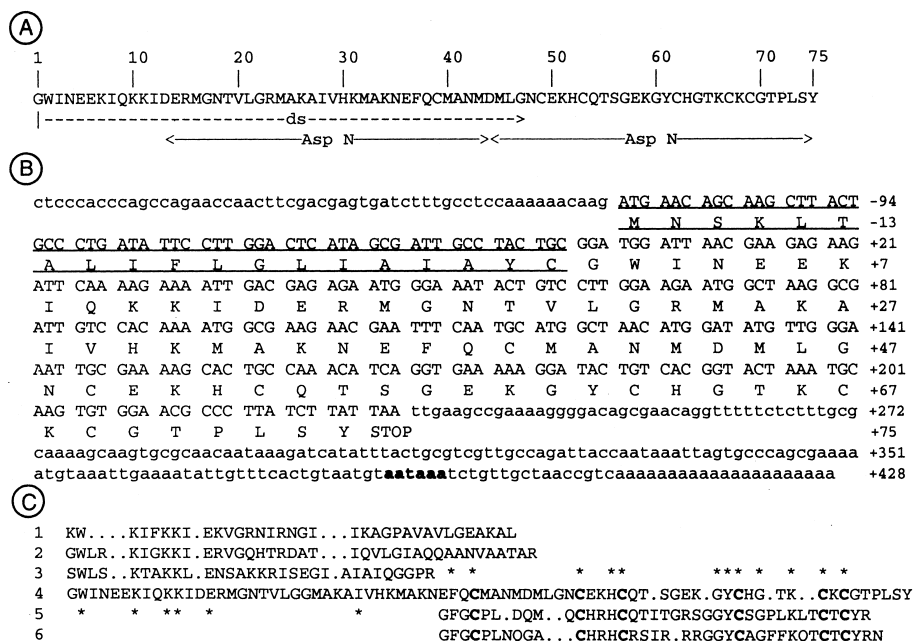 A
1 10 20 30 40 50 60 70 75
GWINEEKIQKKIDERMGNTVLGRMAKAIVHKMAKNEFQCMANMDMLGNCEKHCQTSGEKGYCHGTKCKCGTPLSY
|-----------------------ds-------------------->
<————————Asp N————————><————————Asp N————————>
B
ctcccacccagccagaaccaacttcgacgagtgatctttgcctccaaaaaacaag ATG AAC AGC AAG CTT ACT -94
M N S K L T -13
GCC CTG ATA TTC CTT GGA CTC ATA GCG ATT GCC TAC TGC GGA TGG ATT AAC GAA GAG AAG +21
A L I F L G L I A I A Y C G W I N E E K +7
ATT CAA AAG AAA ATT GAC GAG AGA ATG GGA AAT ACT GTC CTT GGA AGA ATG GCT AAG GCG +81
I Q K K I D E R M G N T V L G R M A K A +27
ATT GTC CAC AAA ATG GCG AAG AAC GAA TTT CAA TGC ATG GCT AAC ATG GAT ATG TTG GGA +141
I V H K M A K N E F Q C M A N M D M L G +47
AAT TGC GAA AAG CAC TGC CAA ACA TCA GGT GAA AAA GGA TAC TGT CAC GGT ACT AAA TGC +201
N C E K H C Q T S G E K G Y C H G T K C +67
AAG TGT GGA ACG CCC TTA TCT TAT TAA ttgaagccgaaaaggggacagcgaacaggtttttctctttgcg +272
K C G T P L S Y STOP +75
caaaagcaagtgcgcaacaataaagatcatatttactgcgtcgttgccagattaccaataaattagtgcccagcgaaaa +351
atgtaaattgaaaatattgtttcactgtaatgtaataaatctgttgctaaccgtcaaaaaaaaaaaaaaaaaaaa +428
C
1 KW....KIFKKI.EKVGRNIRNGI...IKAGPAVAVLGEAKAL
2 GWLR..KIGKKI.ERVGQHTRDAT...IQVLGIAQQAANVAATAR
3 SWLS..KTAKKL.ENSAKKRISEGI.AIAIQGGPR * * * ** *** * * *
4 GWINEEKIQKKIDERMGNTVLGGMAKAIVHKMAKNEFQCMANMDMLGNCEKHCQT.SGEK.GYCHG.TK..CKCGTPLSY
5 * * ** * * GFGCPL.DQM..QCHRHCQTITGRSGGYCSGPLKLTCTCYR
6 GFGCPLNQGA...CHRHCRSIR.RRGGYCAGFFKQTCTCYRN